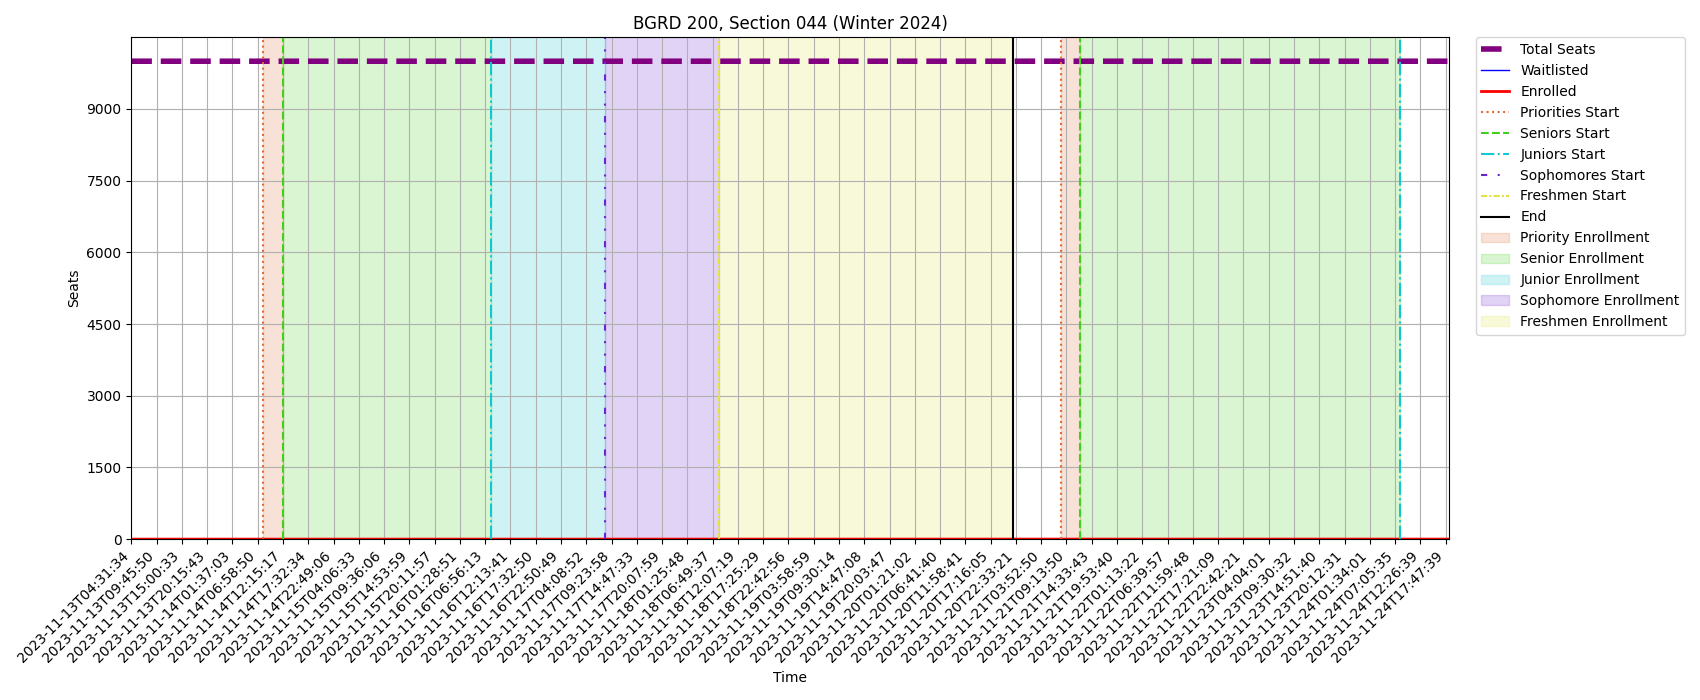 BGRD 200, Section 044 (Winter 2024)
Total Seats
Waitlisted
Enrolled
Priorities Start
Seniors Start
Juniors Start
Sophomores Start
Freshmen Start
End
Priority Enrollment
Senior Enrollment
Junior Enrollment
Sophomore Enrollment
Freshmen Enrollment
Seats
9000
7500
6000
4500
3000
1500
0
2023-11-13T04:31:34
2023-11-13T09:45:50
2023-11-13T15:00:33
2023-11-13T20:15:43
2023-11-14T01:37:03
2023-11-14T06:58:50
2023-11-14T12:15:17
2023-11-14T17:32:34
2023-11-14T22:49:06
2023-11-15T04:06:33
2023-11-15T09:36:06
2023-11-15T14:53:59
2023-11-15T20:11:57
2023-11-16T01:28:51
2023-11-16T06:56:13
2023-11-16T12:13:41
2023-11-16T17:32:50
2023-11-16T22:50:49
2023-11-17T04:08:52
2023-11-17T09:23:58
2023-11-17T14:47:33
2023-11-17T20:07:59
2023-11-18T01:25:48
2023-11-18T06:49:37
2023-11-18T12:07:19
2023-11-18T17:25:29
2023-11-18T22:42:56
2023-11-19T03:58:59
2023-11-19T09:30:14
2023-11-19T14:47:08
2023-11-19T20:03:47
2023-11-20T01:21:02
2023-11-20T06:41:40
2023-11-20T11:58:41
2023-11-20T17:16:05
2023-11-20T22:33:21
2023-11-21T03:52:50
2023-11-21T09:13:50
2023-11-21T14:33:43
2023-11-21T19:53:40
2023-11-22T01:13:22
2023-11-22T06:39:57
2023-11-22T11:59:48
2023-11-22T17:21:09
2023-11-22T22:42:21
2023-11-23T04:04:01
2023-11-23T09:30:32
2023-11-23T14:51:40
2023-11-23T20:12:31
2023-11-24T01:34:01
2023-11-24T07:05:35
2023-11-24T12:26:39
2023-11-24T17:47:39
Time